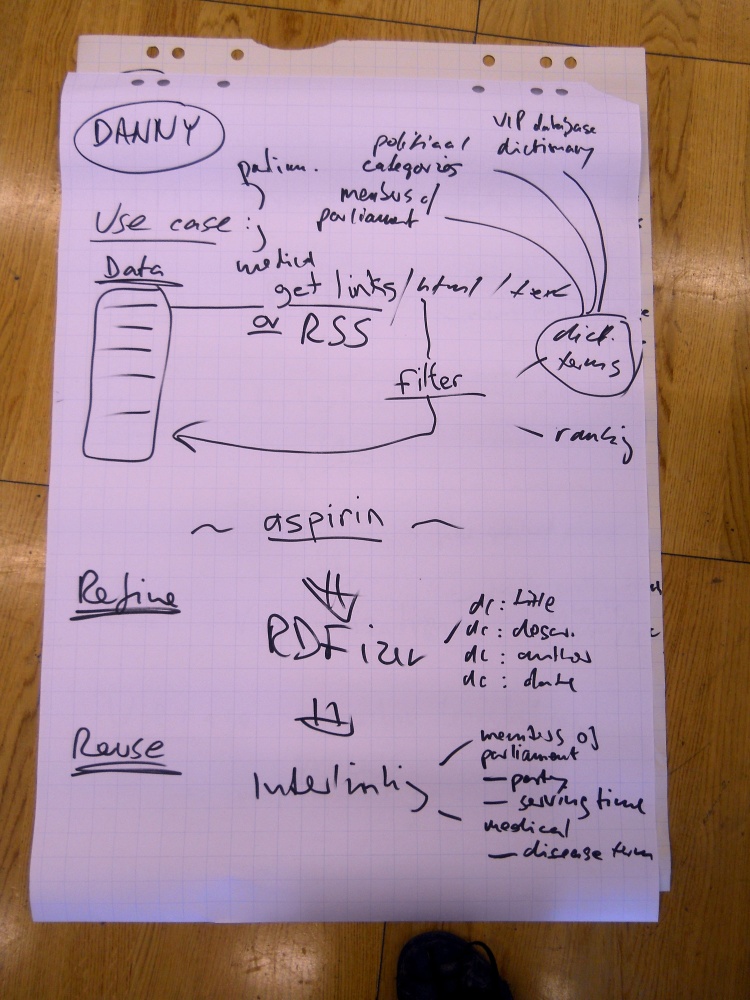 DANNY
VIP database
dictionary
political
categories
members of
parliament
Use case :
medical
Data
get links / html / text
or RSS
dict.
terms
filter
ranking
~ aspirin ~
Refine
RDFizer
dc : title
dc : descr.
dc : author
dc : date
Reuse
Interlinking
members of
parliament
— party
— serving time
medical
— disease term